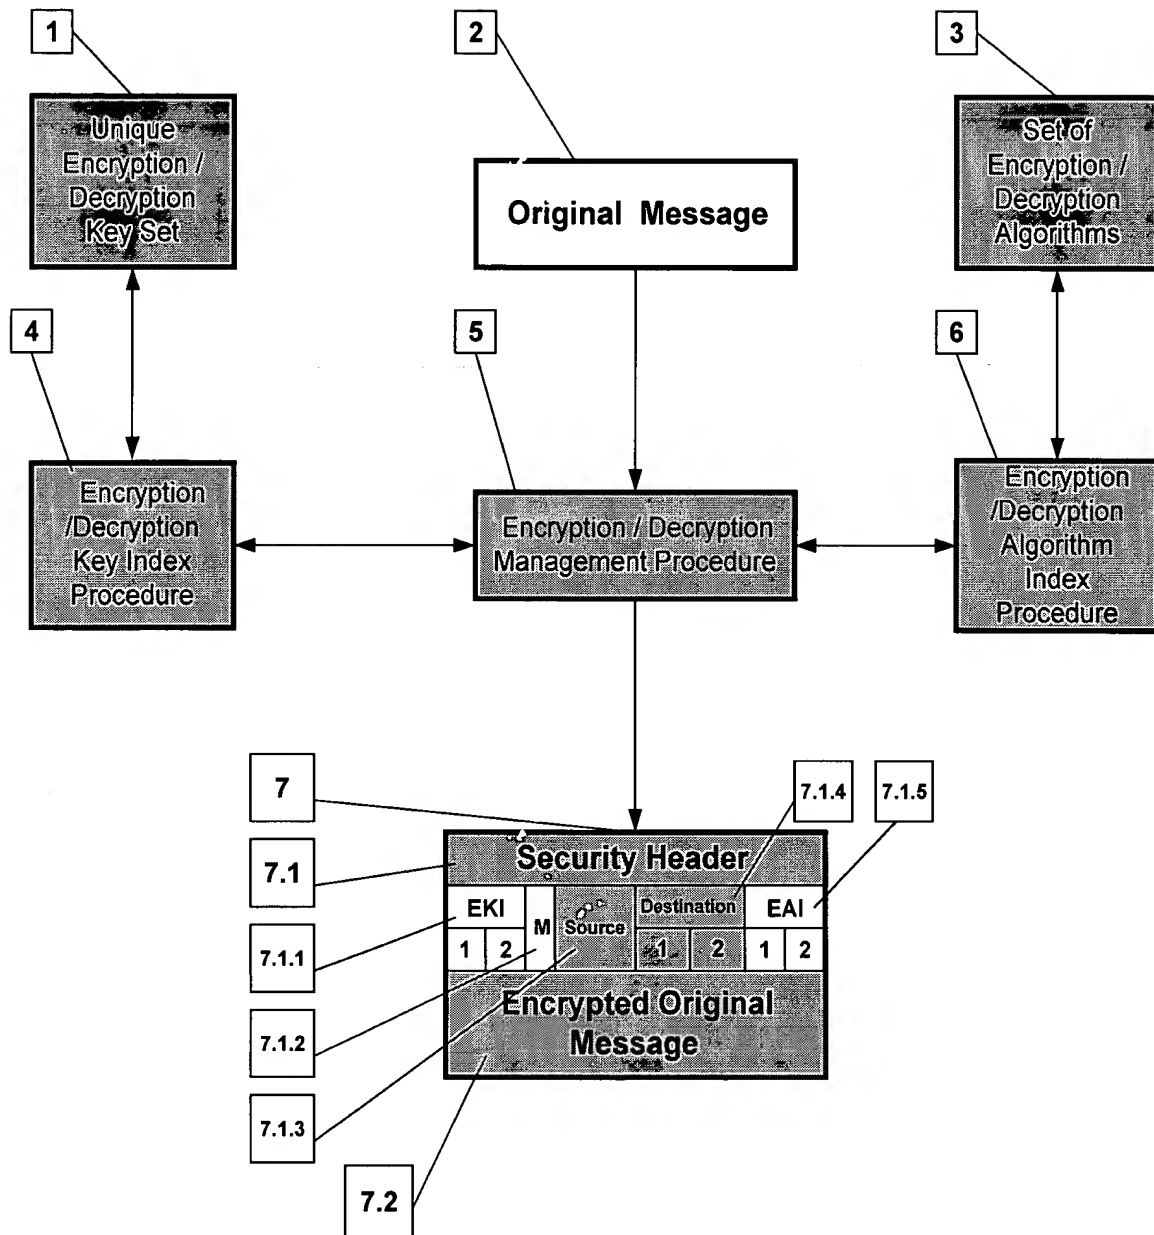 1
2
3
Unique
Encryption /
Decryption
Key Set
Original Message
Set of
Encryption /
Decryption
Algorithms
4
5
6
Encryption
/Decryption
Key Index
Procedure
Encryption / Decryption
Management Procedure
Encryption
/Decryption
Algorithm
Index
Procedure
7
7.1.4
7.1.5
7.1
Security Header
EKI
M
Source
Destination
EAI
1
2
1
2
1
2
7.1.1
Encrypted Original
Message
7.1.2
7.1.3
7.2